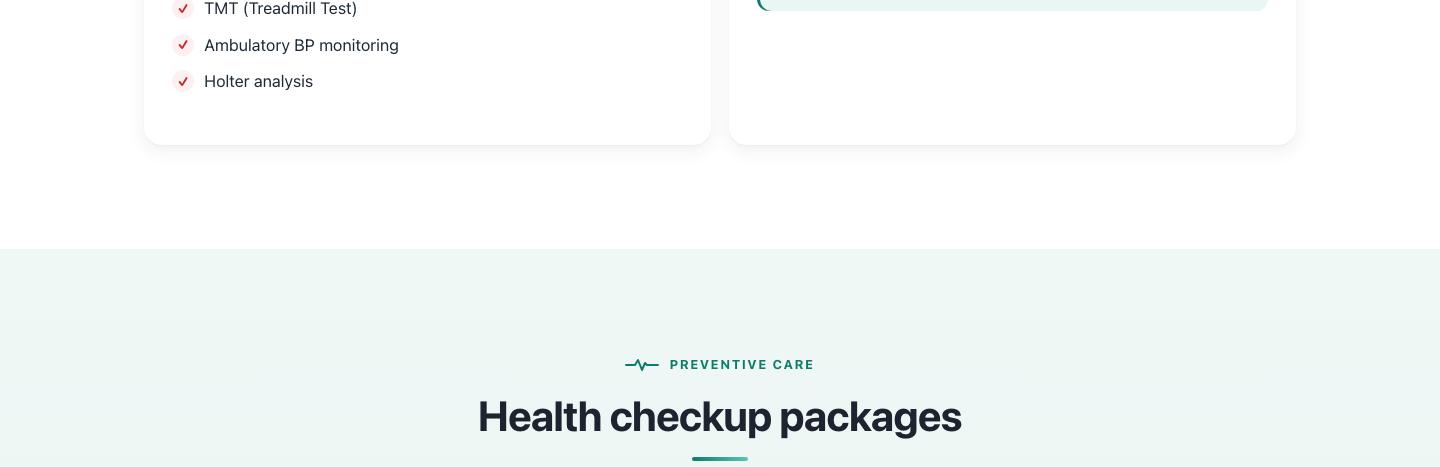 TMT (Treadmill Test)
Ambulatory BP monitoring
Holter analysis
PREVENTIVE CARE
Health checkup packages